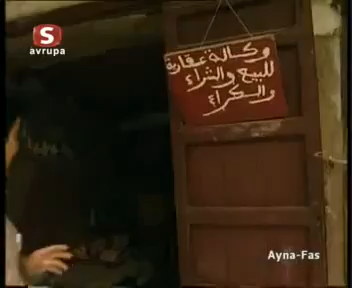 S
avrupa
وكالة عقارية
للبيع والشراء
والكراء
Ayna-Fas